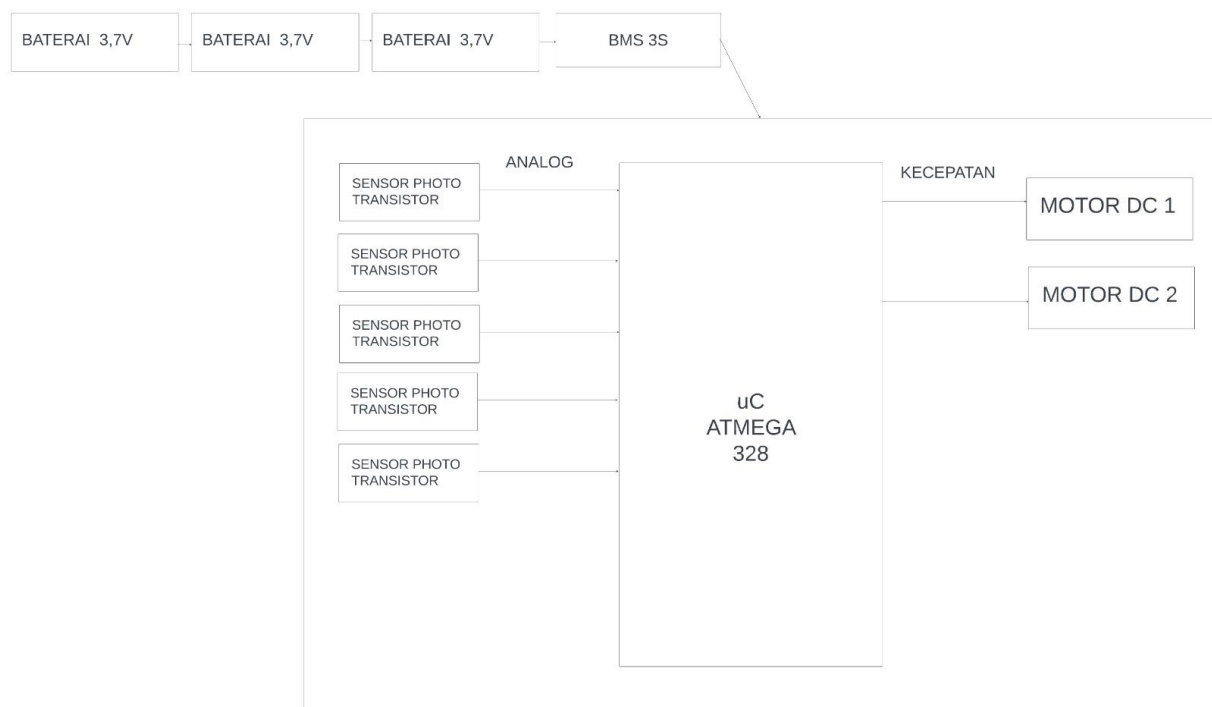 BATERAI 3,7V
BATERAI 3,7V
BATERAI 3,7V
BMS 3S
ANALOG
KECEPATAN
SENSOR PHOTO
TRANSISTOR
SENSOR PHOTO
TRANSISTOR
SENSOR PHOTO
TRANSISTOR
SENSOR PHOTO
TRANSISTOR
SENSOR PHOTO
TRANSISTOR
uC
ATMEGA
328
MOTOR DC 1
MOTOR DC 2